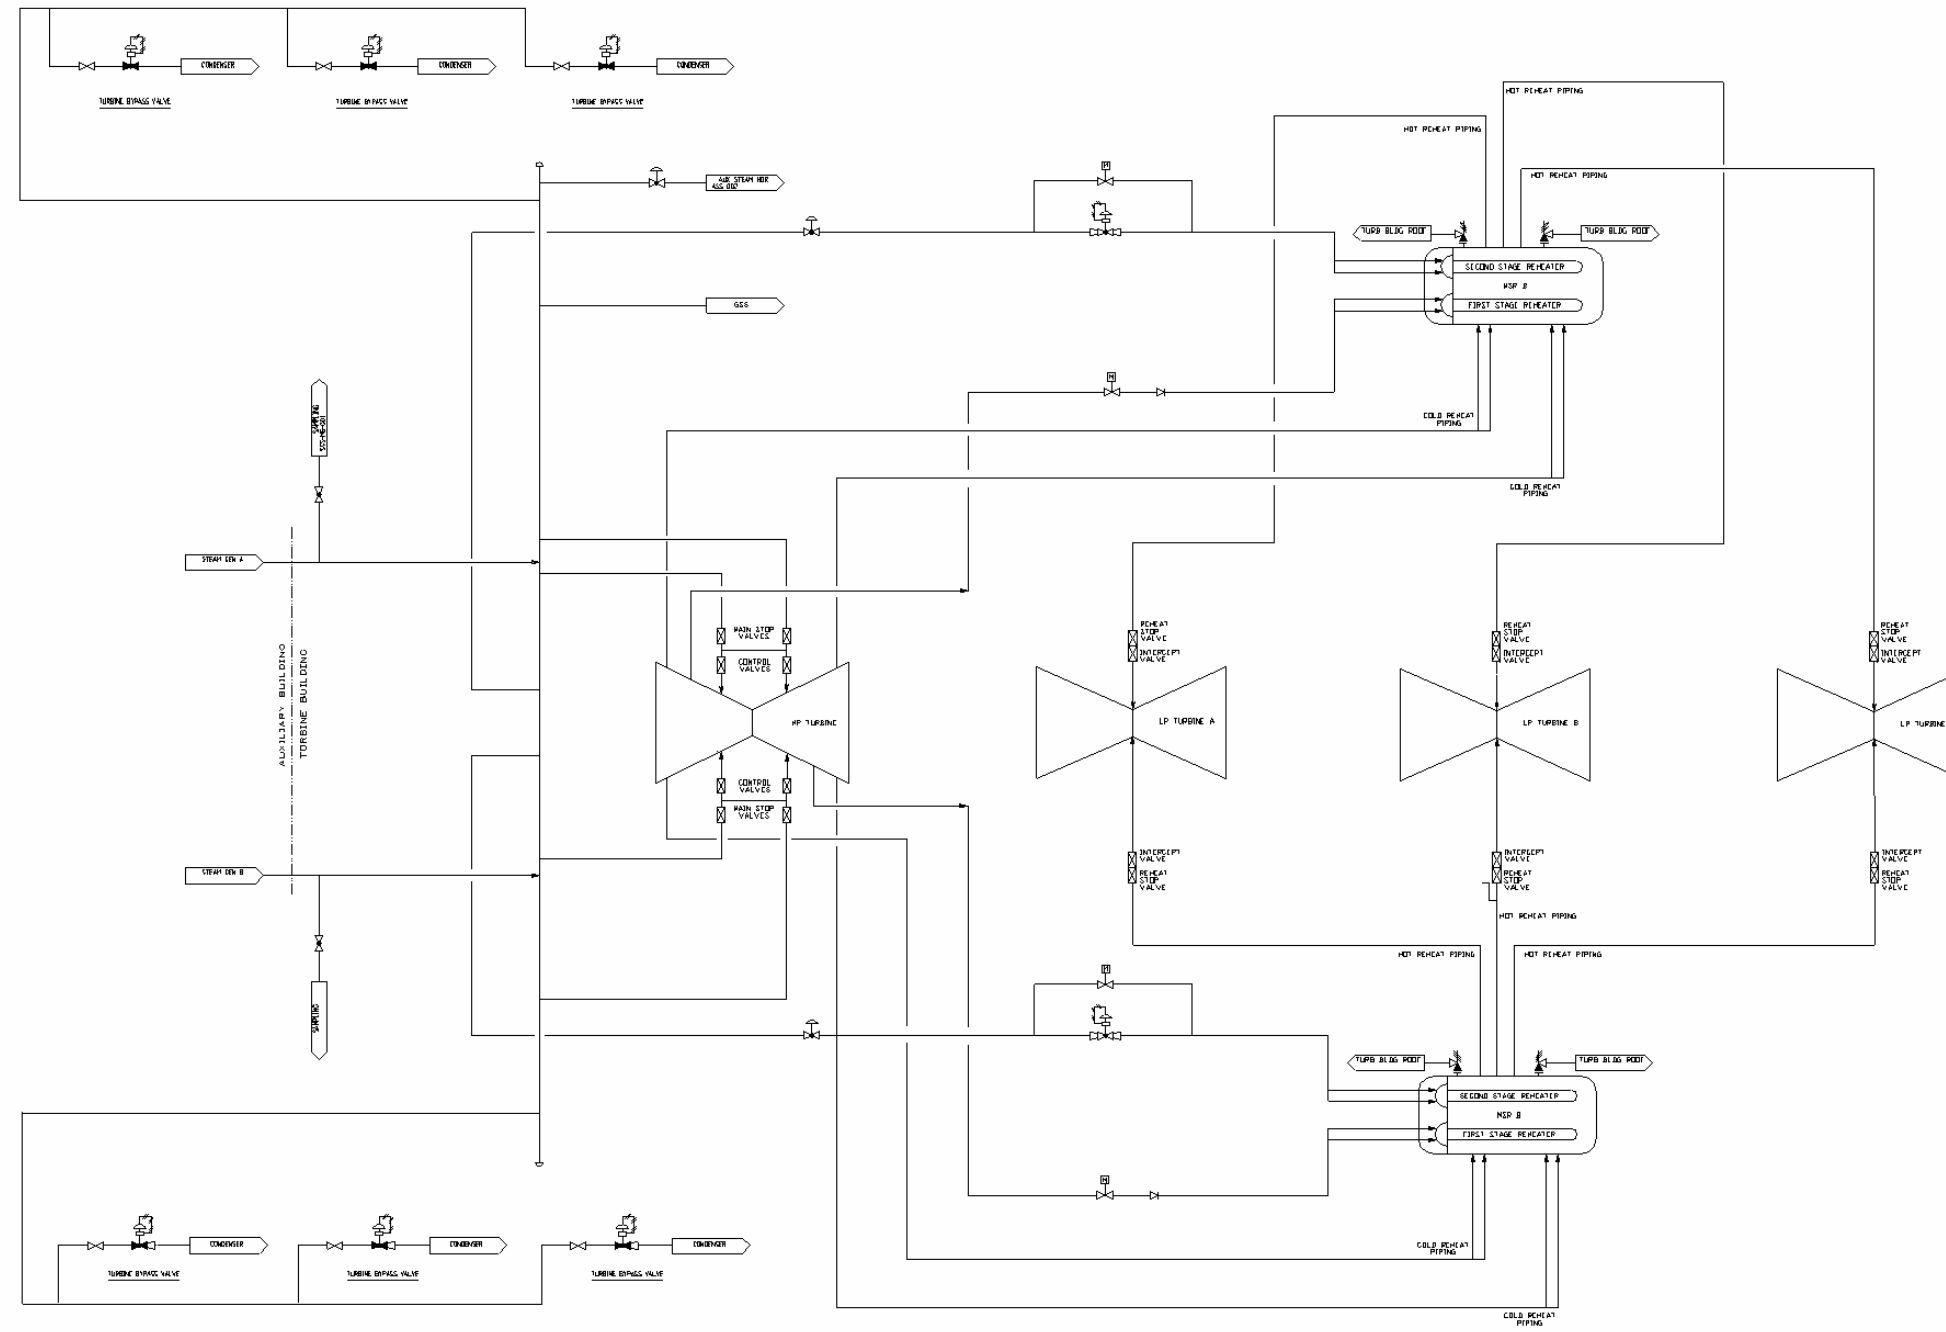 CONDENSER
CONDENSER
CONDENSER
TURBINE BYPASS VALVE
TURBINE BYPASS VALVE
TURBINE BYPASS VALVE
HOT REHEAT PIPING
HOT REHEAT PIPING
HOT REHEAT PIPING
M
AUX STEAM HDR
TURB BLDG ROOF
TURB BLDG ROOF
SECOND STAGE REHEATER
MSR B
FIRST STAGE REHEATER
GSS
M
COLD REHEAT
PIPING
COLD REHEAT
PIPING
SAMPLING
STEAM GEN A
AUXILIARY BUILDING
TURBINE BUILDING
MAIN STOP
VALVES
CONTROL
VALVES
HP TURBINE
CONTROL
VALVES
MAIN STOP
VALVES
REHEAT
STOP
VALVE
INTERCEPT
VALVE
REHEAT
STOP
VALVE
INTERCEPT
VALVE
REHEAT
STOP
VALVE
INTERCEPT
VALVE
LP TURBINE A
LP TURBINE B
LP TURBINE
INTERCEPT
VALVE
REHEAT
STOP
VALVE
INTERCEPT
VALVE
REHEAT
STOP
VALVE
INTERCEPT
VALVE
REHEAT
STOP
VALVE
STEAM GEN B
SAMPLING
HOT REHEAT PIPING
HOT REHEAT PIPING
HOT REHEAT PIPING
M
TURB BLDG ROOF
TURB BLDG ROOF
SECOND STAGE REHEATER
MSR B
FIRST STAGE REHEATER
M
COLD REHEAT
PIPING
COLD REHEAT
PIPING
CONDENSER
CONDENSER
CONDENSER
TURBINE BYPASS VALVE
TURBINE BYPASS VALVE
TURBINE BYPASS VALVE